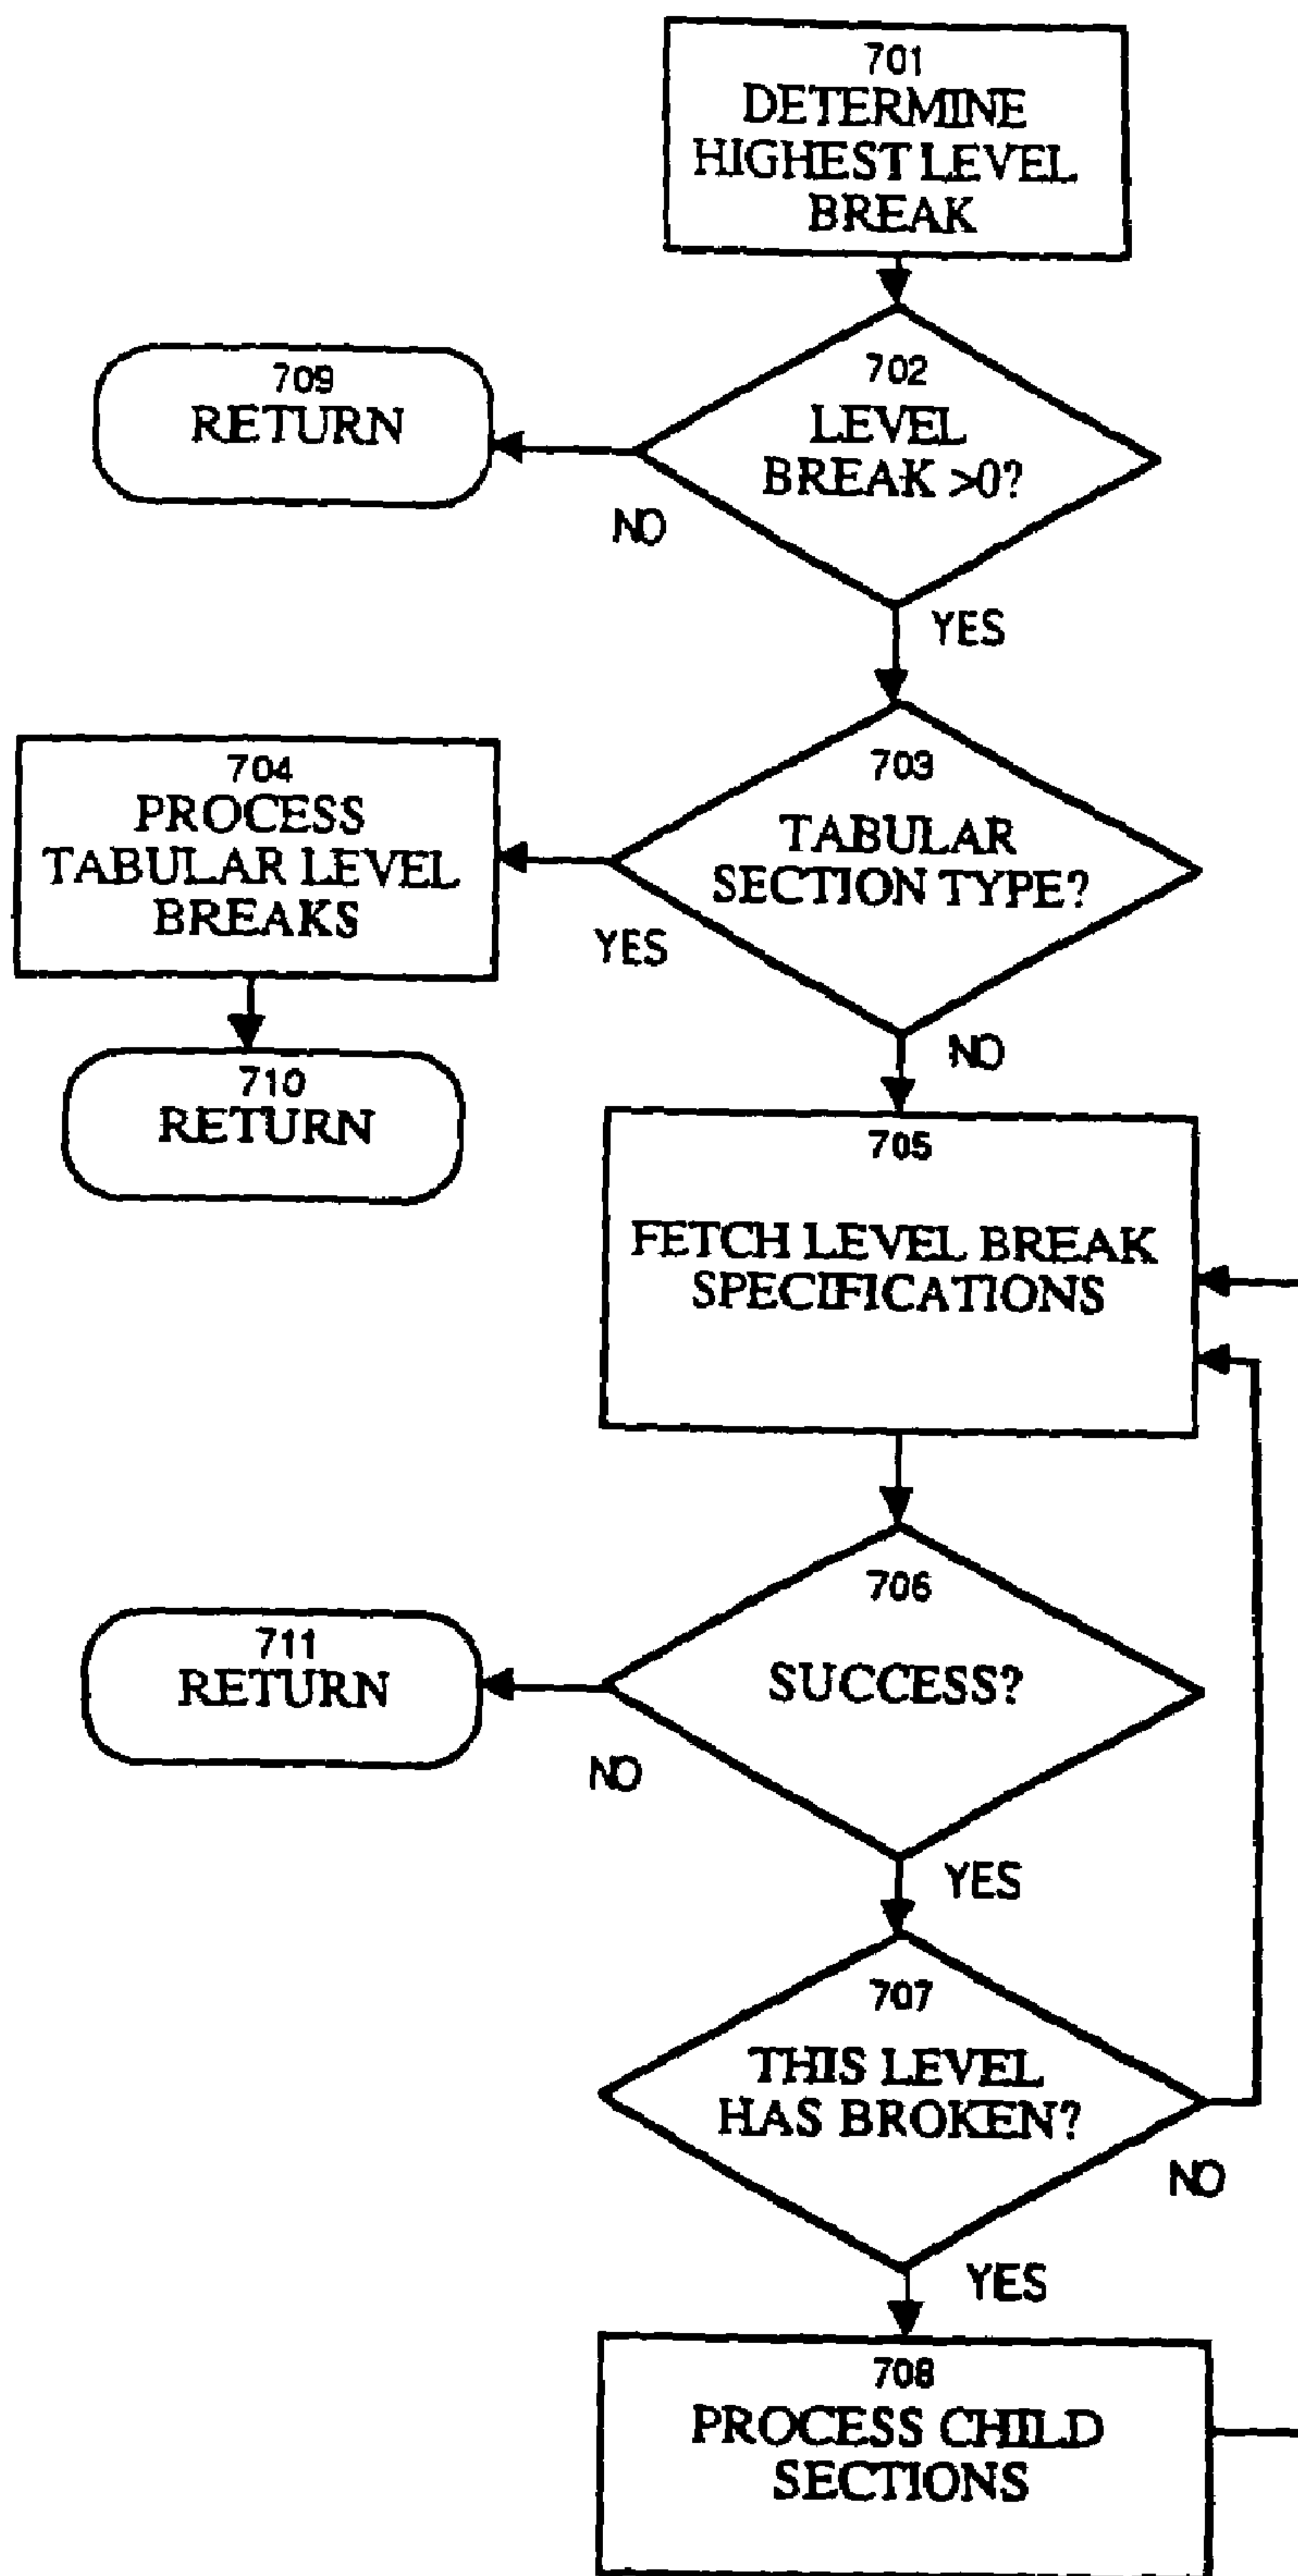 701
DETERMINE
HIGHEST LEVEL
BREAK
702
LEVEL
BREAK >0?
709
RETURN
NO
YES
703
TABULAR
SECTION TYPE?
704
PROCESS
TABULAR LEVEL
BREAKS
YES
710
RETURN
NO
705
FETCH LEVEL BREAK
SPECIFICATIONS
706
SUCCESS?
711
RETURN
NO
YES
707
THIS LEVEL
HAS BROKEN?
NO
YES
708
PROCESS CHILD
SECTIONS